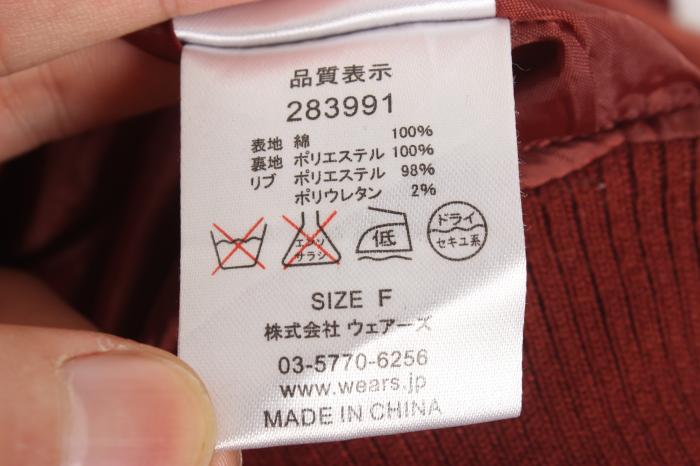 品質表示
283991
表地 綿 100%
裏地 ポリエステル 100%
リブ ポリエステル 98%
ポリウレタン 2%
エンソ サラシ 低 ドライ セキユ系
SIZE F
株式会社 ウェアーズ
03-5770-6256
www.wears.jp
MADE IN CHINA